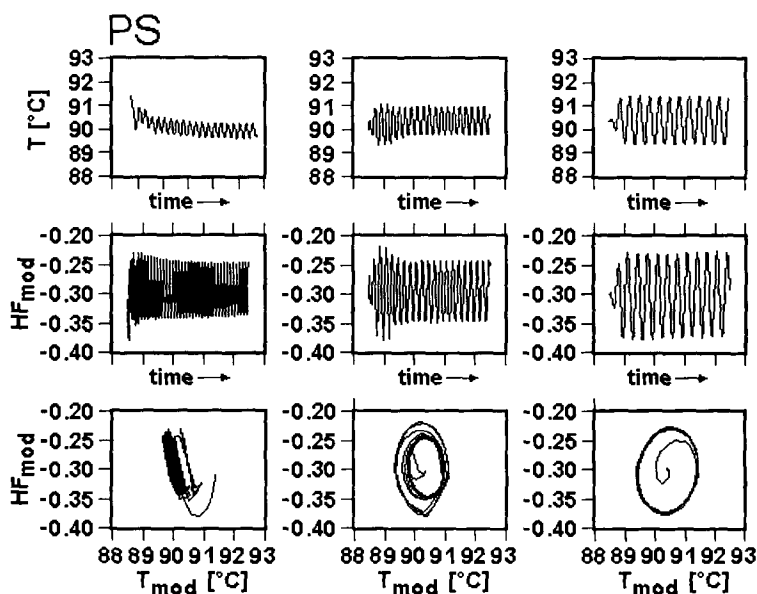 PS
T [°C]
93 92 91 90 89 88
93 92 91 90 89 88
93 92 91 90 89 88
time → time → time →
HFmod
-0.20 -0.25 -0.30 -0.35 -0.40
-0.20 -0.25 -0.30 -0.35 -0.40
-0.20 -0.25 -0.30 -0.35 -0.40
time → time → time →
HFmod
-0.20 -0.25 -0.30 -0.35 -0.40
-0.20 -0.25 -0.30 -0.35 -0.40
-0.20 -0.25 -0.30 -0.35 -0.40
88 89 90 91 92 93 88 89 90 91 92 93 88 89 90 91 92 93
Tmod [°C] Tmod [°C] Tmod [°C]